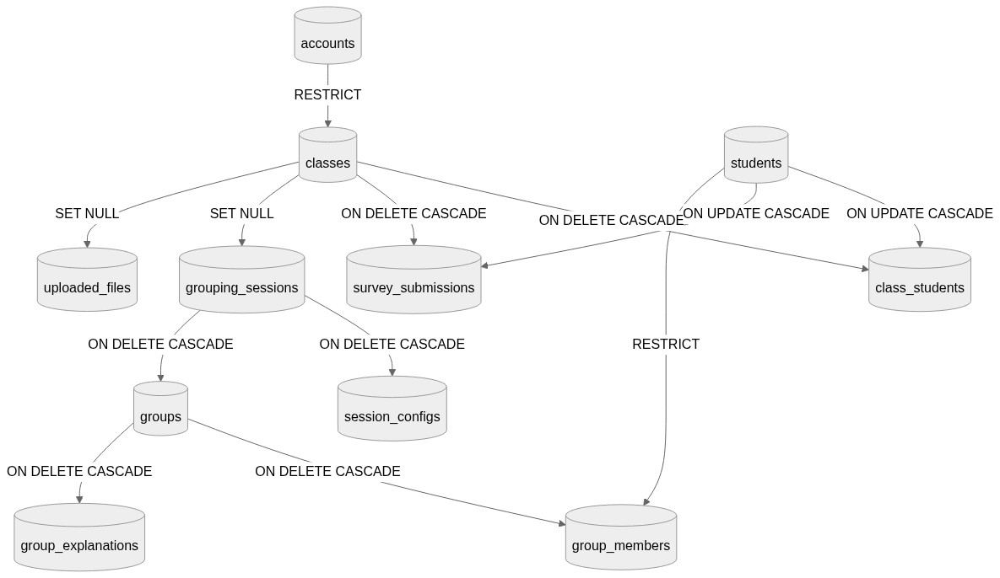 accounts
RESTRICT
classes
students
SET NULL
SET NULL
ON DELETE CASCADE
ON DELETE CASCADE
ON UPDATE CASCADE
ON UPDATE CASCADE
uploaded_files
grouping_sessions
survey_submissions
class_students
ON DELETE CASCADE
ON DELETE CASCADE
RESTRICT
groups
session_configs
ON DELETE CASCADE
ON DELETE CASCADE
group_explanations
group_members